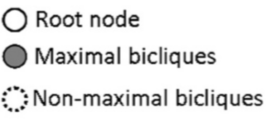 Root node
Maximal bicliques
Non-maximal bicliques